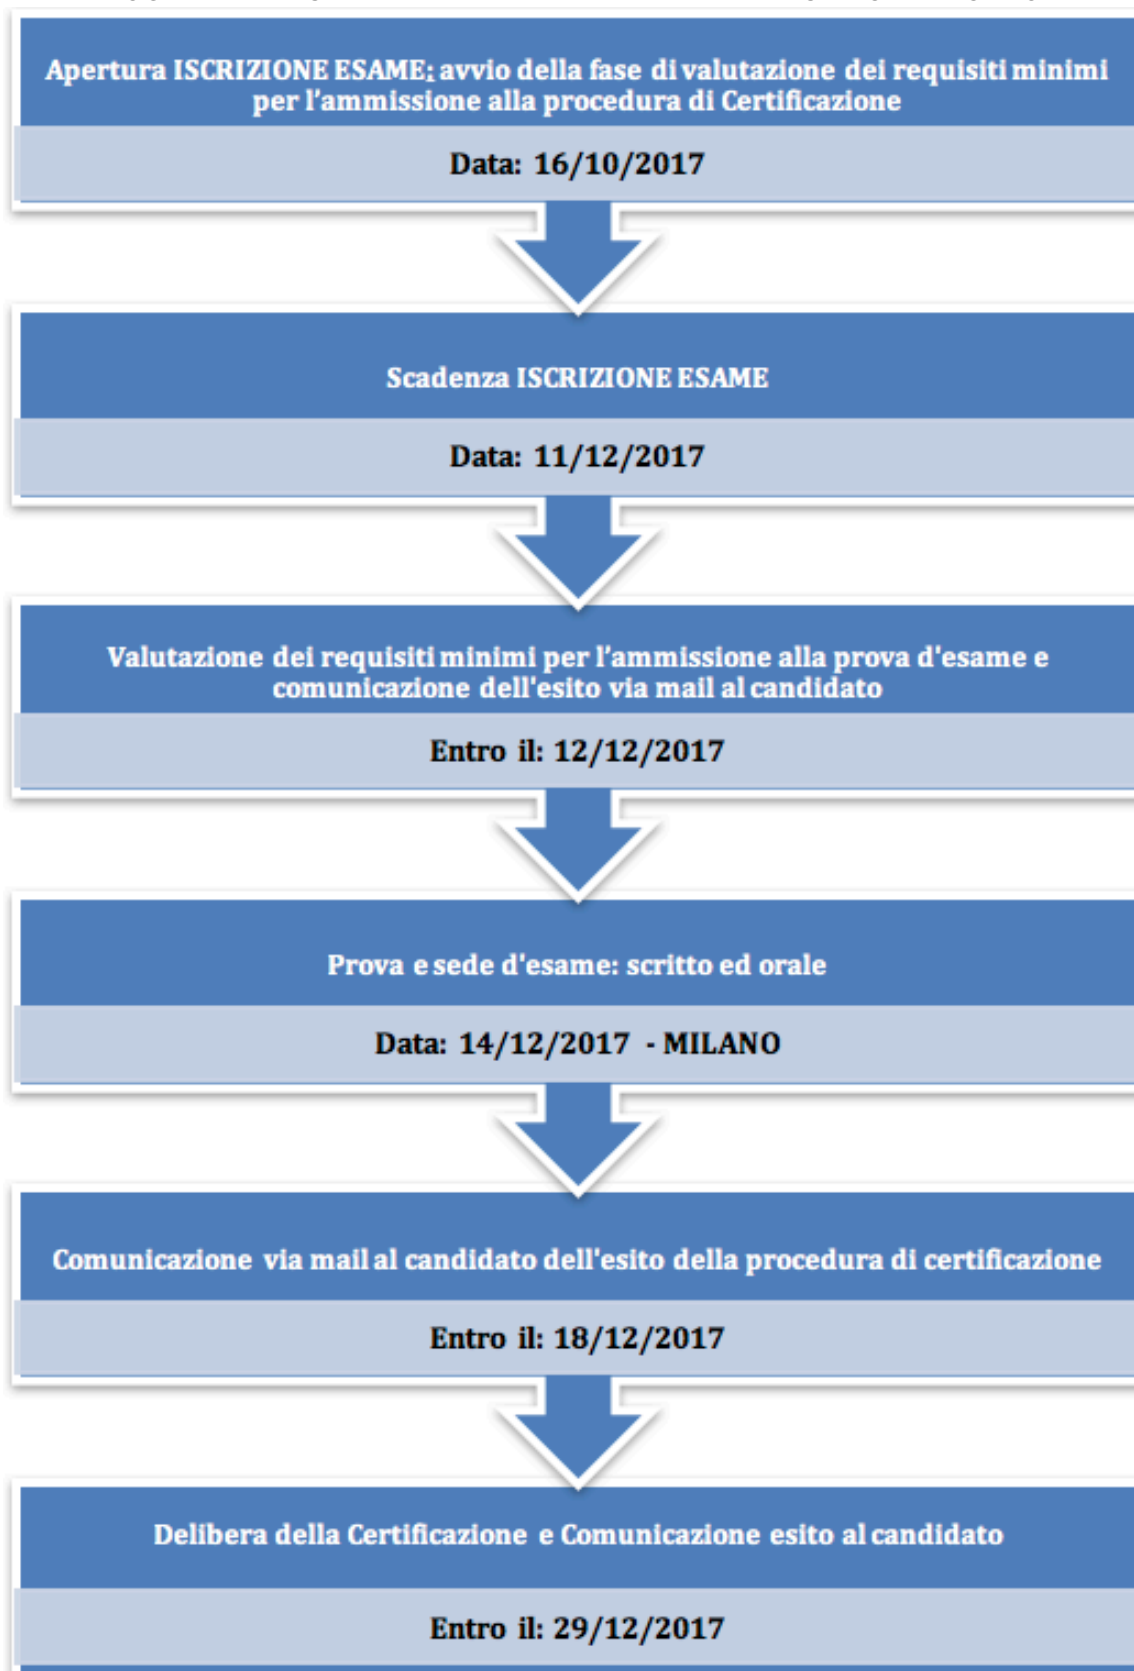 Apertura ISCRIZIONE ESAME: avvio della fase di valutazione dei requisiti minimi
per l'ammissione alla procedura di Certificazione
Data: 16/10/2017
Scadenza ISCRIZIONE ESAME
Data: 11/12/2017
Valutazione dei requisiti minimi per l'ammissione alla prova d'esame e
comunicazione dell'esito via mail al candidato
Entro il: 12/12/2017
Prova e sede d'esame: scritto ed orale
Data: 14/12/2017 - MILANO
Comunicazione via mail al candidato dell'esito della procedura di certificazione
Entro il: 18/12/2017
Delibera della Certificazione e Comunicazione esito al candidato
Entro il: 29/12/2017